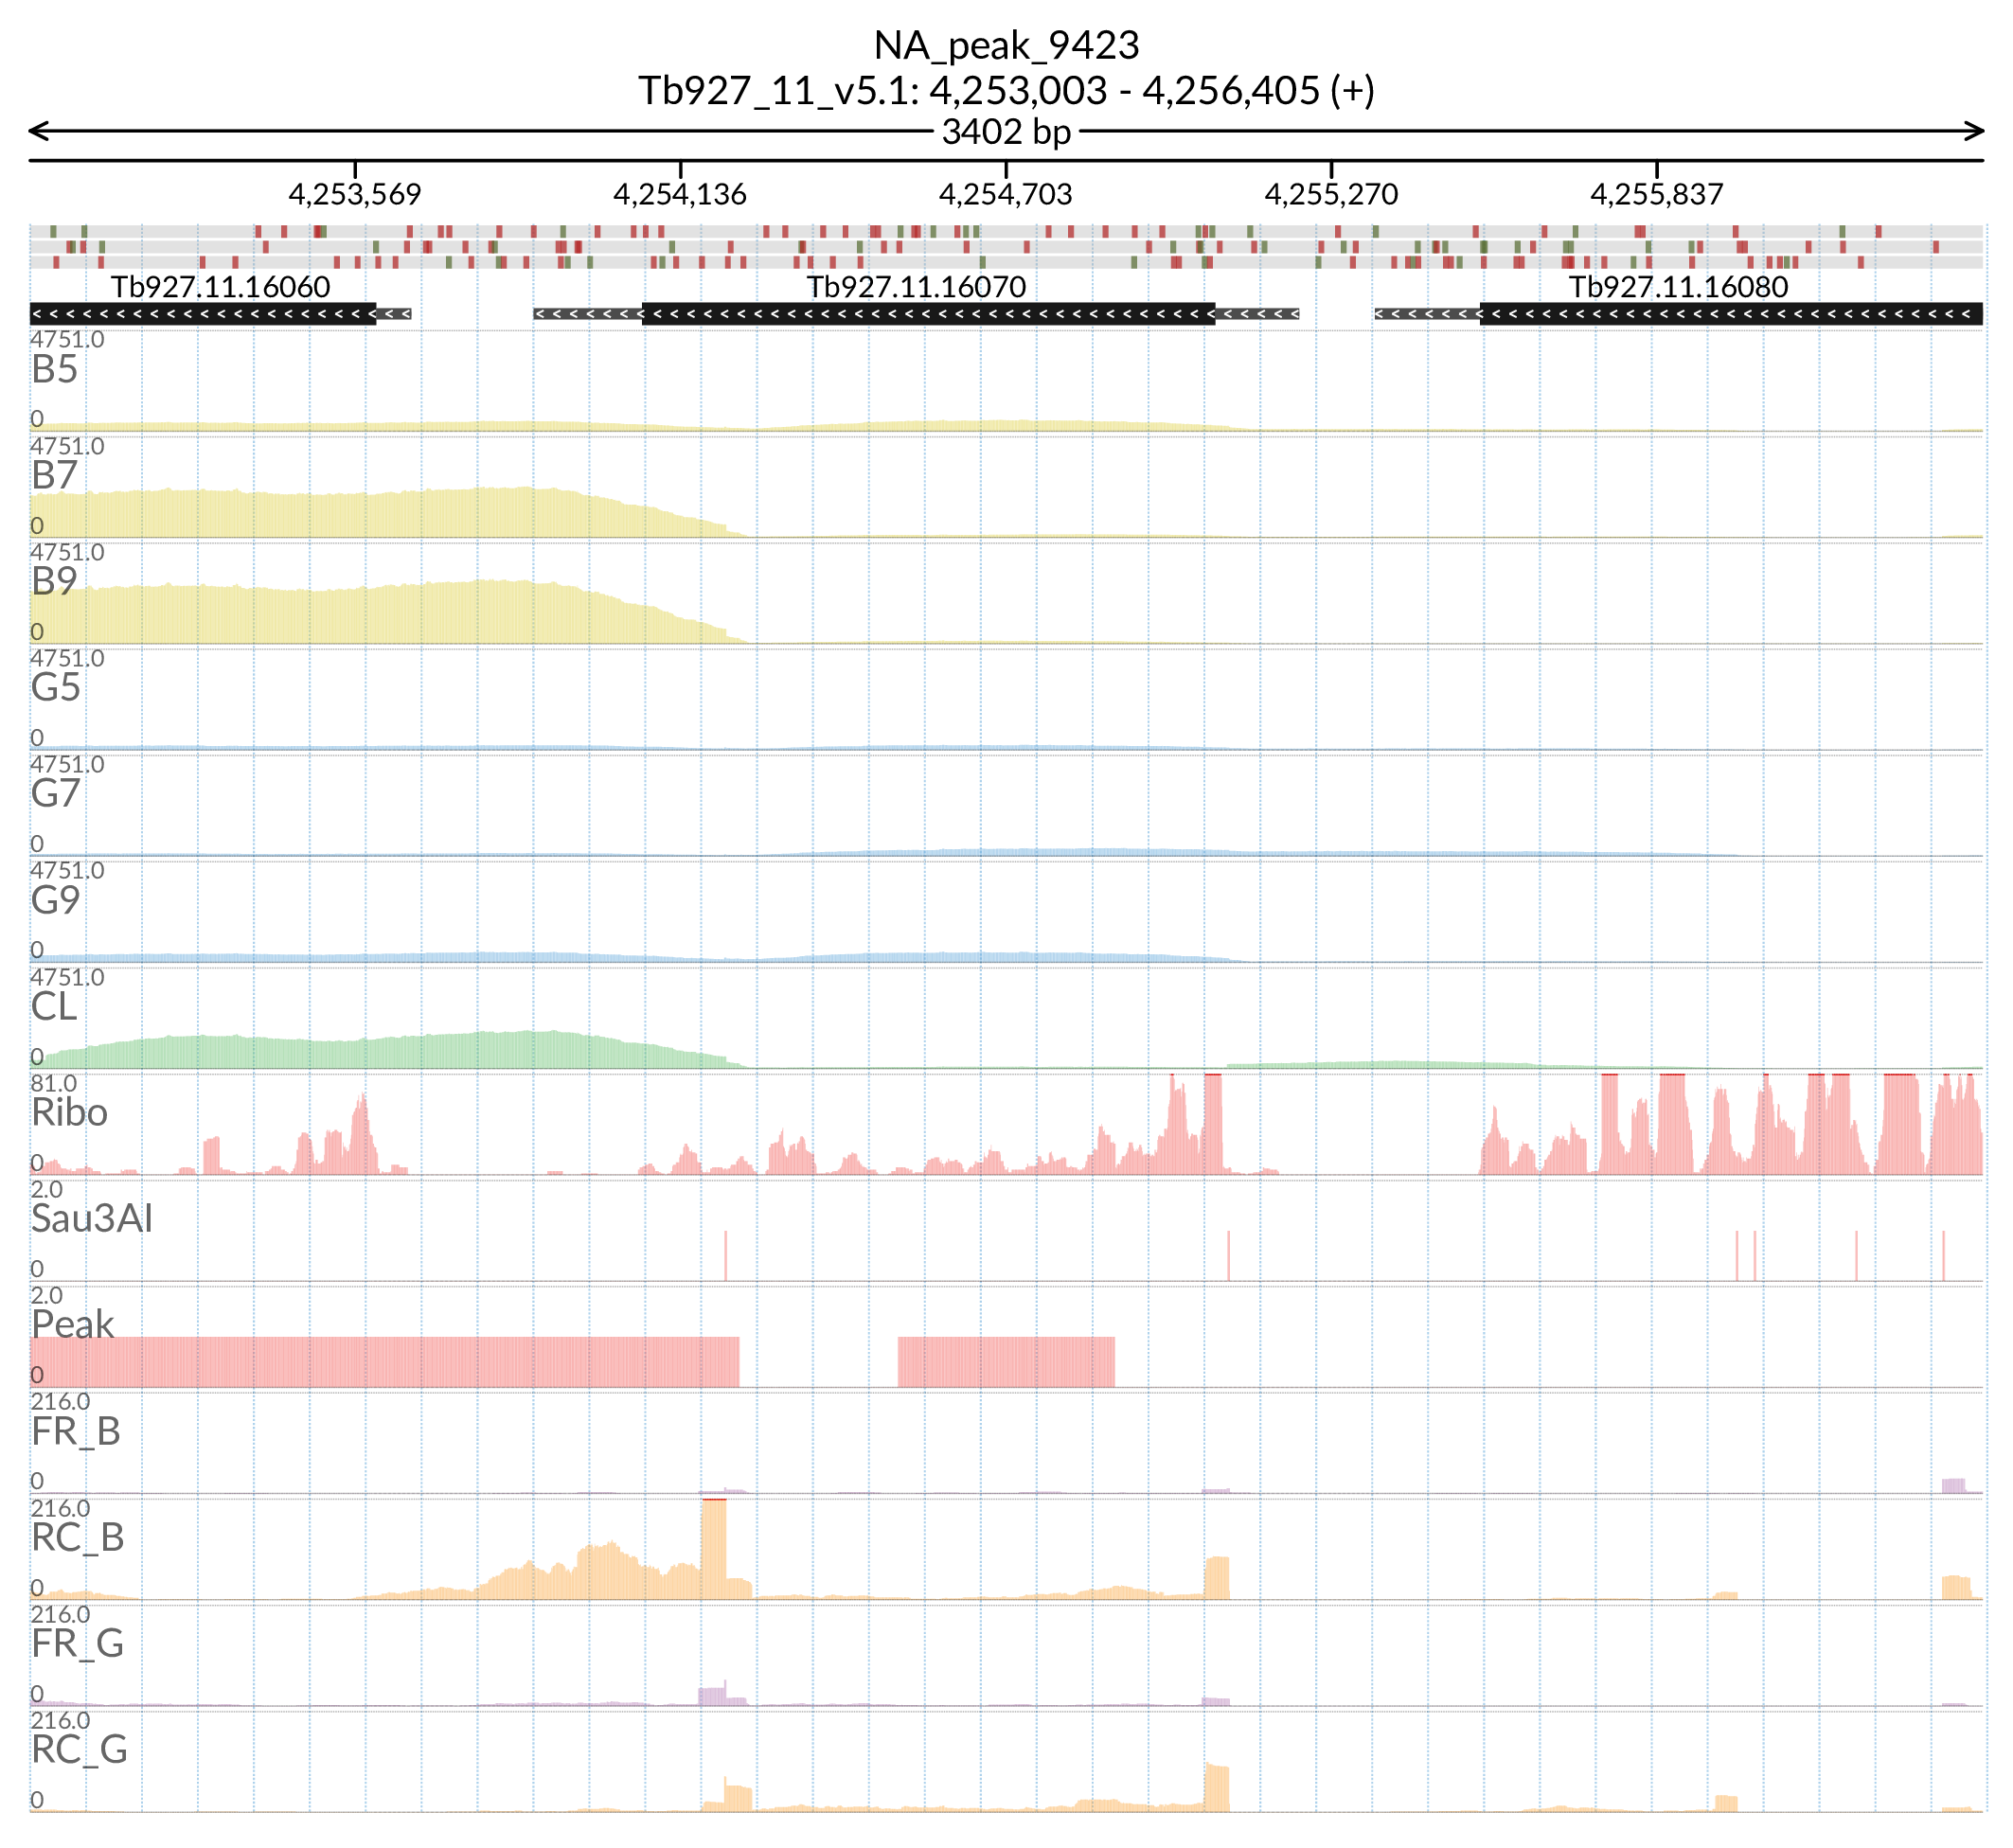 NA_peak_9423
Tb927_11_v5.1: 4,253,003 - 4,256,405 (+)
3402 bp
4,253,569 4,254,136 4,254,703 4,255,270 4,255,837
Tb927.11.16060 Tb927.11.16070 Tb927.11.16080
4751.0
B5
0
4751.0
B7
0
4751.0
B9
0
4751.0
G5
0
4751.0
G7
0
4751.0
G9
0
4751.0
CL
0
81.0
Ribo
0
2.0
Sau3AI
0
2.0
Peak
0
216.0
FR_B
0
216.0
RC_B
0
216.0
FR_G
0
216.0
RC_G
0